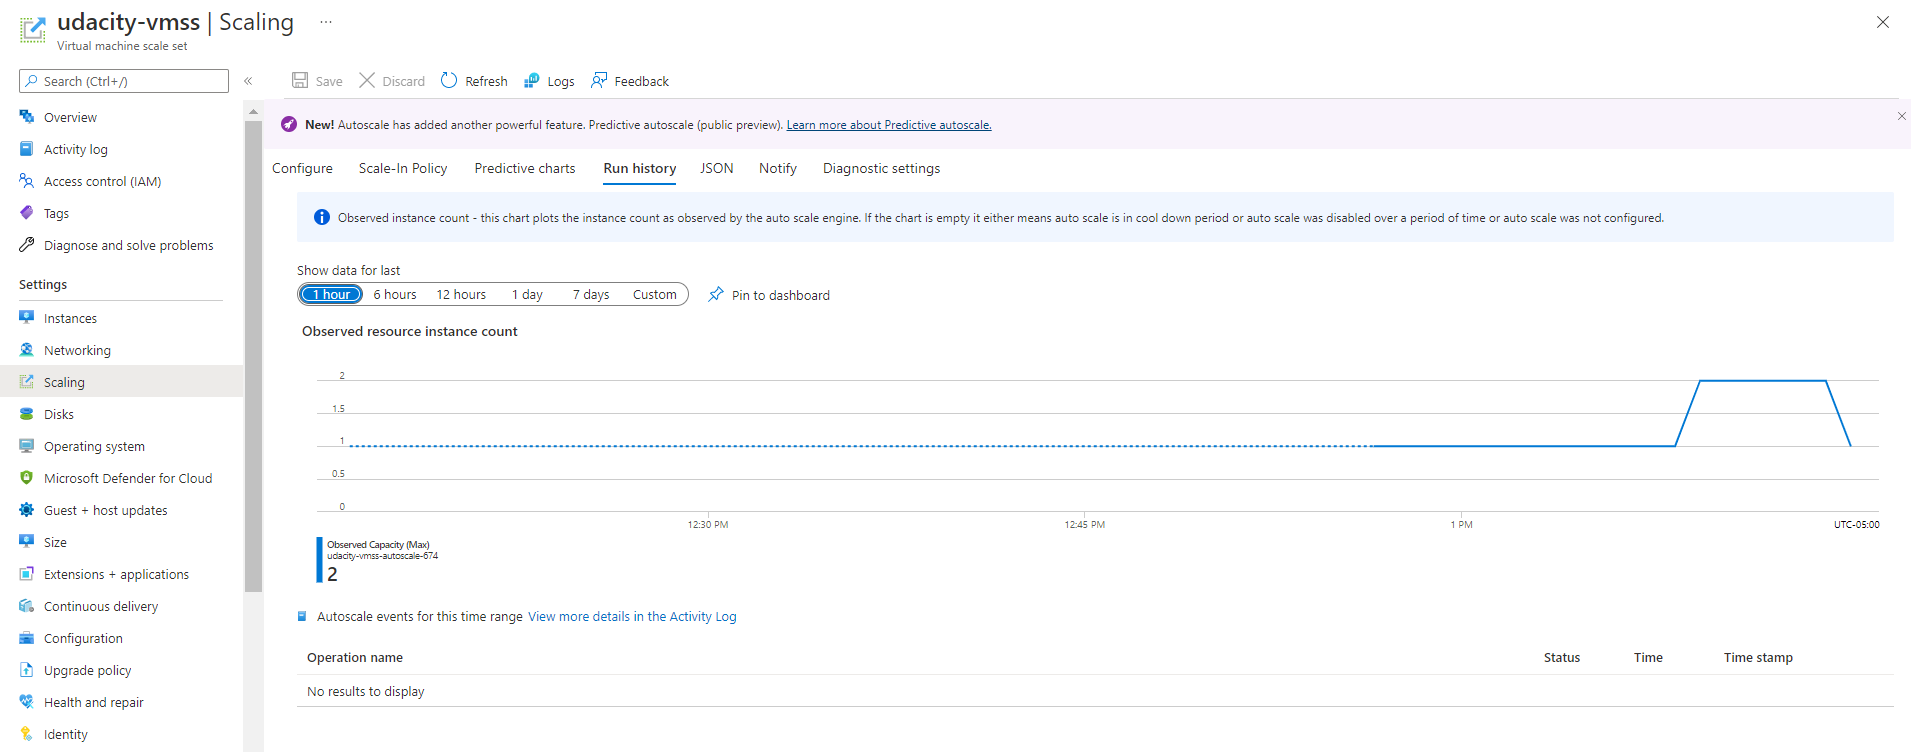 udacity-vmss | Scaling ...
Virtual machine scale set
Search (Ctrl+/)
«
Save
Discard
Refresh
Logs
Feedback
Overview
Activity log
Access control (IAM)
Tags
Diagnose and solve problems
Settings
Instances
Networking
Scaling
Disks
Operating system
Microsoft Defender for Cloud
Guest + host updates
Size
Extensions + applications
Continuous delivery
Configuration
Upgrade policy
Health and repair
Identity
New! Autoscale has added another powerful feature. Predictive autoscale (public preview). Learn more about Predictive autoscale.
Configure
Scale-In Policy
Predictive charts
Run history
JSON
Notify
Diagnostic settings
Observed instance count - this chart plots the instance count as observed by the auto scale engine. If the chart is empty it either means auto scale is in cool down period or auto scale was disabled over a period of time or auto scale was not configured.
Show data for last
1 hour
6 hours
12 hours
1 day
7 days
Custom
Pin to dashboard
Observed resource instance count
2
1.5
1
0.5
0
12:30 PM
12:45 PM
1 PM
UTC-05:00
Observed Capacity (Max)
udacity-vmss-autoscale-674
2
Autoscale events for this time range View more details in the Activity Log
Operation name
Status
Time
Time stamp
No results to display